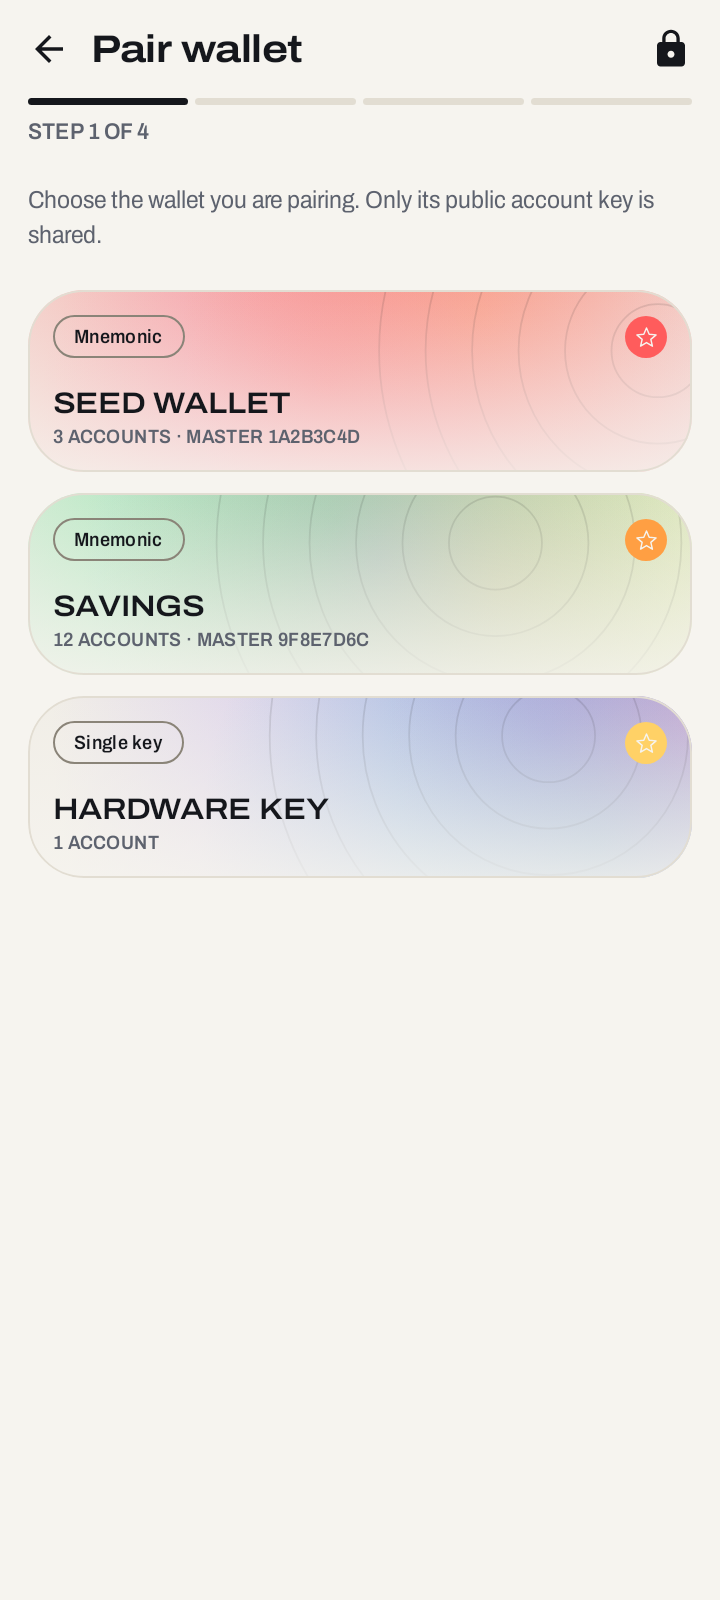 Pair wallet
STEP 1 OF 4
Choose the wallet you are pairing. Only its public account key is
shared.
Mnemonic
SEED WALLET
3 ACCOUNTS · MASTER 1A2B3C4D
Mnemonic
SAVINGS
12 ACCOUNTS · MASTER 9F8E7D6C
Single key
HARDWARE KEY
1 ACCOUNT